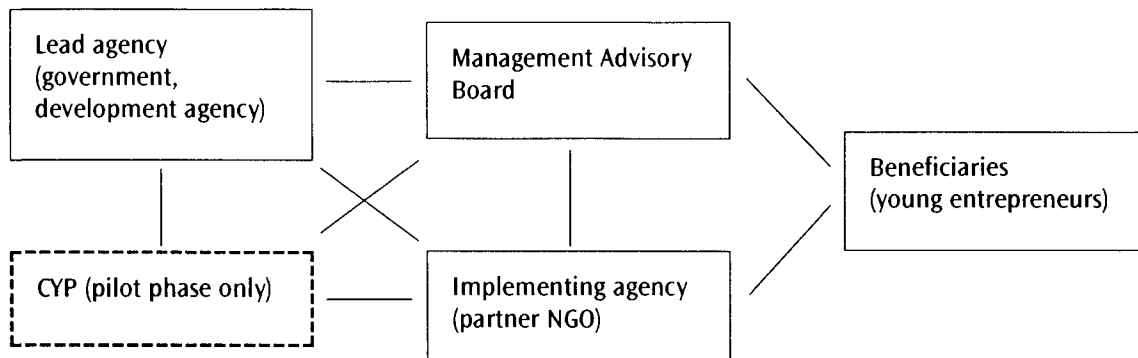 Lead agency
(government,
development agency)
Management Advisory
Board
Beneficiaries
(young entrepreneurs)
CYP (pilot phase only)
Implementing agency
(partner NGO)